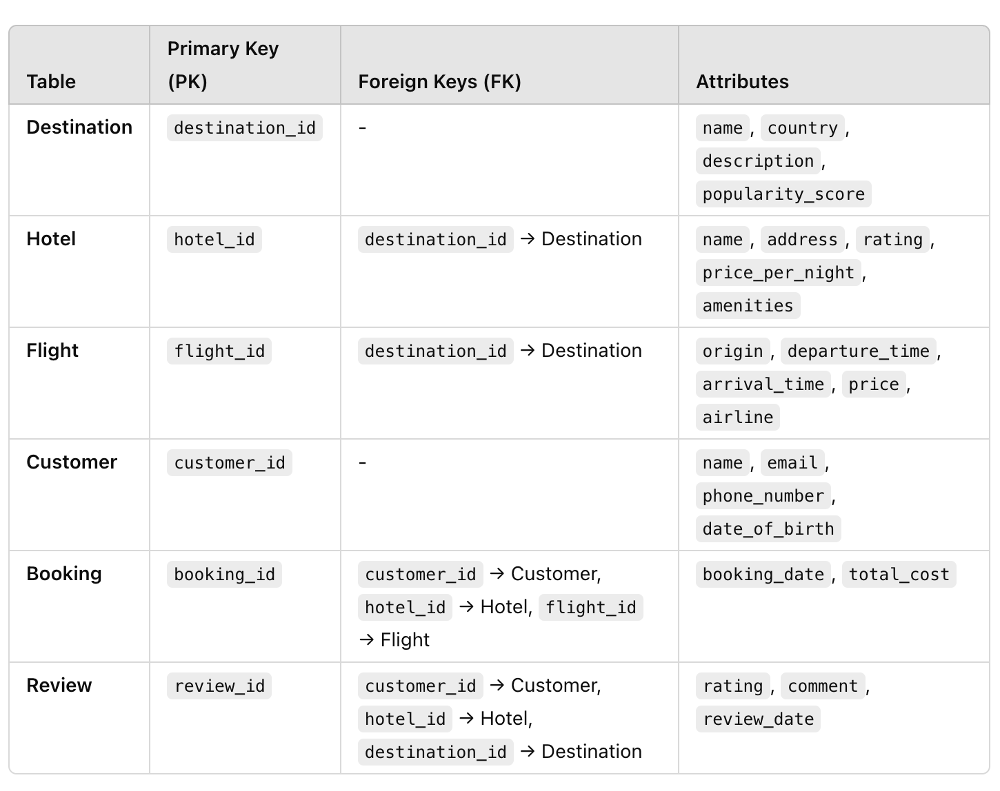 Primary Key
Table (PK) Foreign Keys (FK) Attributes
Destination destination_id - name, country,
description,
popularity_score
Hotel hotel_id destination_id → Destination name, address, rating,
price_per_night,
amenities
Flight flight_id destination_id → Destination origin, departure_time,
arrival_time, price,
airline
Customer customer_id - name, email,
phone_number,
date_of_birth
Booking booking_id customer_id → Customer, booking_date, total_cost
hotel_id → Hotel, flight_id
→ Flight
Review review_id customer_id → Customer, rating, comment,
hotel_id → Hotel, review_date
destination_id → Destination